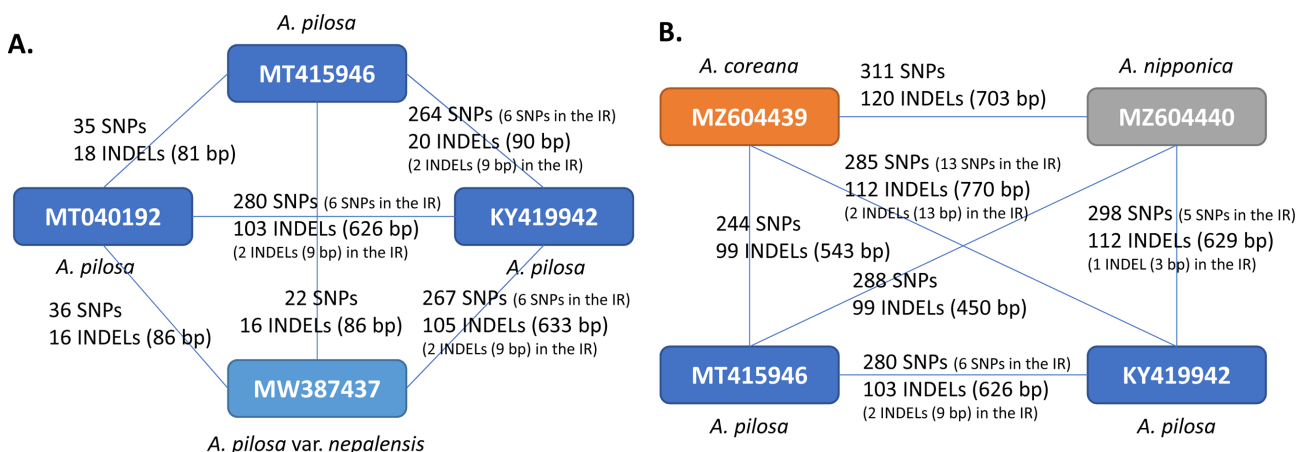 A.
A. pilosa
MT415946
35 SNPs
18 INDELs (81 bp)
264 SNPs (6 SNPs in the IR)
20 INDELs (90 bp)
(2 INDELs (9 bp) in the IR)
MT040192
A. pilosa
280 SNPs (6 SNPs in the IR)
103 INDELs (626 bp)
(2 INDELs (9 bp) in the IR)
KY419942
A. pilosa
36 SNPs
16 INDELs (86 bp)
22 SNPs
16 INDELs (86 bp)
267 SNPs (6 SNPs in the IR)
105 INDELs (633 bp)
(2 INDELs (9 bp) in the IR)
MW387437
A. pilosa var. nepalensis
B.
A. coreana
MZ604439
311 SNPs
120 INDELs (703 bp)
A. nipponica
MZ604440
285 SNPs (13 SNPs in the IR)
112 INDELs (770 bp)
(2 INDELs (13 bp) in the IR)
244 SNPs
99 INDELs (543 bp)
298 SNPs (5 SNPs in the IR)
112 INDELs (629 bp)
(1 INDEL (3 bp) in the IR)
288 SNPs
99 INDELs (450 bp)
MT415946
A. pilosa
280 SNPs (6 SNPs in the IR)
103 INDELs (626 bp)
(2 INDELs (9 bp) in the IR)
KY419942
A. pilosa